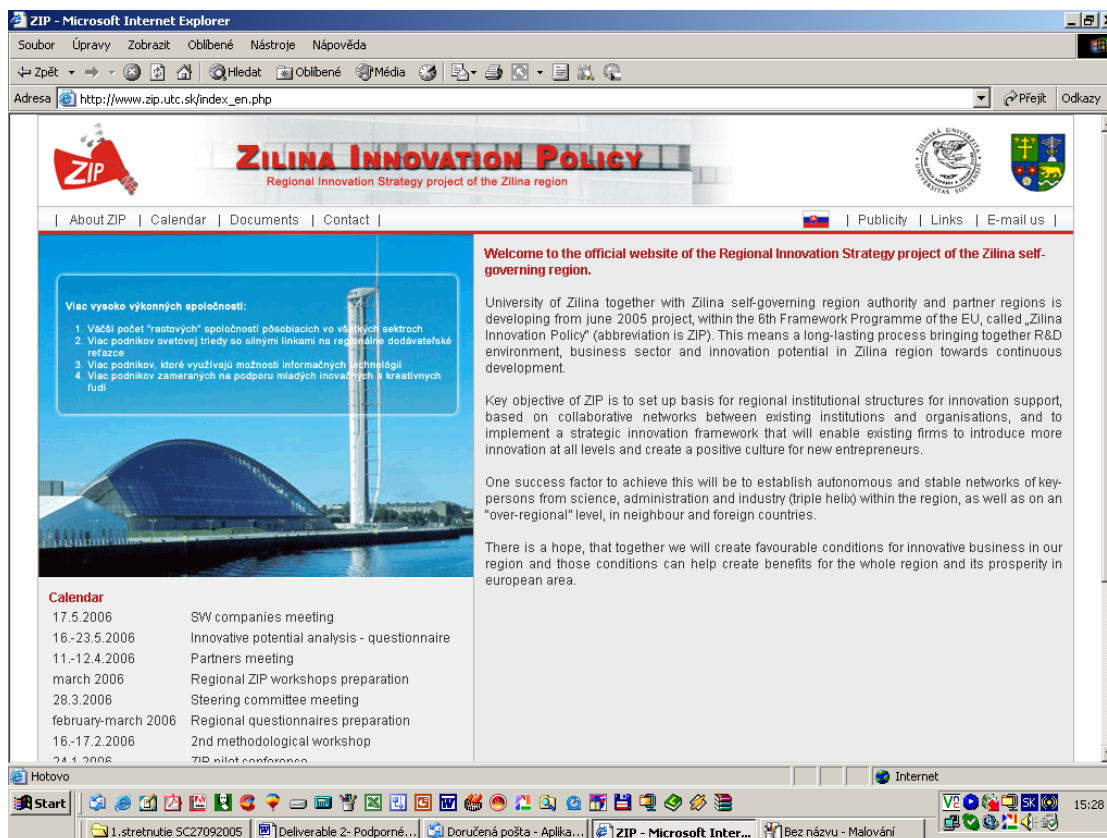 ZIP - Microsoft Internet Explorer
Soubor Úpravy Zobrazit Oblíbené Nástroje Nápověda
Zpět Hledat Oblíbené Média
Adresa http://www.zip.utc.sk/index_en.php Přejít Odkazy
ZIP
ZILINA INNOVATION POLICY
Regional Innovation Strategy project of the Zilina region
| About ZIP | Calendar | Documents | Contact | | Publicity | Links | E-mail us |
Viac vysoko výkonných spoločností:
1. Väčší počet "rastových" spoločností pôsobiacich vo všetkých sektroch
2. Viac podnikov svetovej triedy so silnými linkami na regionálne dodávateľské
reťazce
3. Viac podnikov, ktoré využívajú možnosti informačných technológií
4. Viac podnikov zameraných na podporu mladých inovačných a kreatívnych
ľudí
Welcome to the official website of the Regional Innovation Strategy project of the Zilina self-
governing region.
University of Zilina together with Zilina self-governing region authority and partner regions is
developing from june 2005 project, within the 6th Framework Programme of the EU, called „Zilina
Innovation Policy" (abbreviation is ZIP). This means a long-lasting process bringing together R&D
environment, business sector and innovation potential in Zilina region towards continuous
development.
Key objective of ZIP is to set up basis for regional institutional structures for innovation support,
based on collaborative networks between existing institutions and organisations, and to
implement a strategic innovation framework that will enable existing firms to introduce more
innovation at all levels and create a positive culture for new entrepreneurs.
One success factor to achieve this will be to establish autonomous and stable networks of key-
persons from science, administration and industry (triple helix) within the region, as well as on an
"over-regional" level, in neighbour and foreign countries.
There is a hope, that together we will create favourable conditions for innovative business in our
region and those conditions can help create benefits for the whole region and its prosperity in
european area.
Calendar
17.5.2006 SW companies meeting
16.-23.5.2006 Innovative potential analysis - questionnaire
11.-12.4.2006 Partners meeting
march 2006 Regional ZIP workshops preparation
28.3.2006 Steering committee meeting
february-march 2006 Regional questionnaires preparation
16.-17.2.2006 2nd methodological workshop
24.1.2006 ZIP pilot conference
Hotovo Internet
Start SK 15:28
1.stretnutie SC27092005 Deliverable 2- Podporné... Doručená pošta - Aplika... ZIP - Microsoft Inter... Bez názvu - Malování